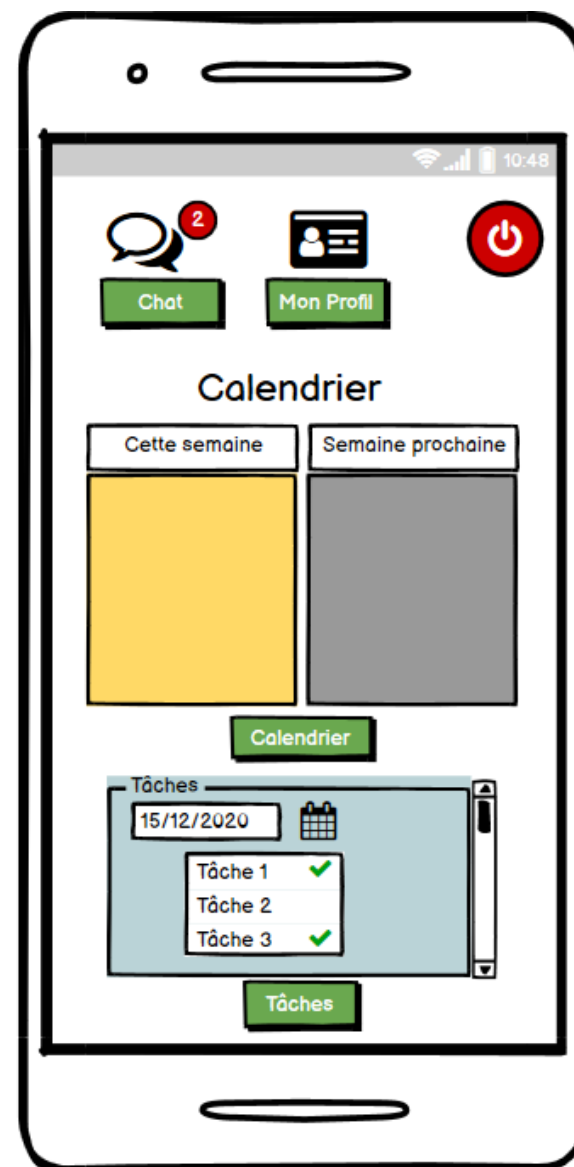 10:48
2
Chat
Mon Profil
Calendrier
Cette semaine
Semaine prochaine
Calendrier
Tâches
15/12/2020
Tâche 1
Tâche 2
Tâche 3
Tâches